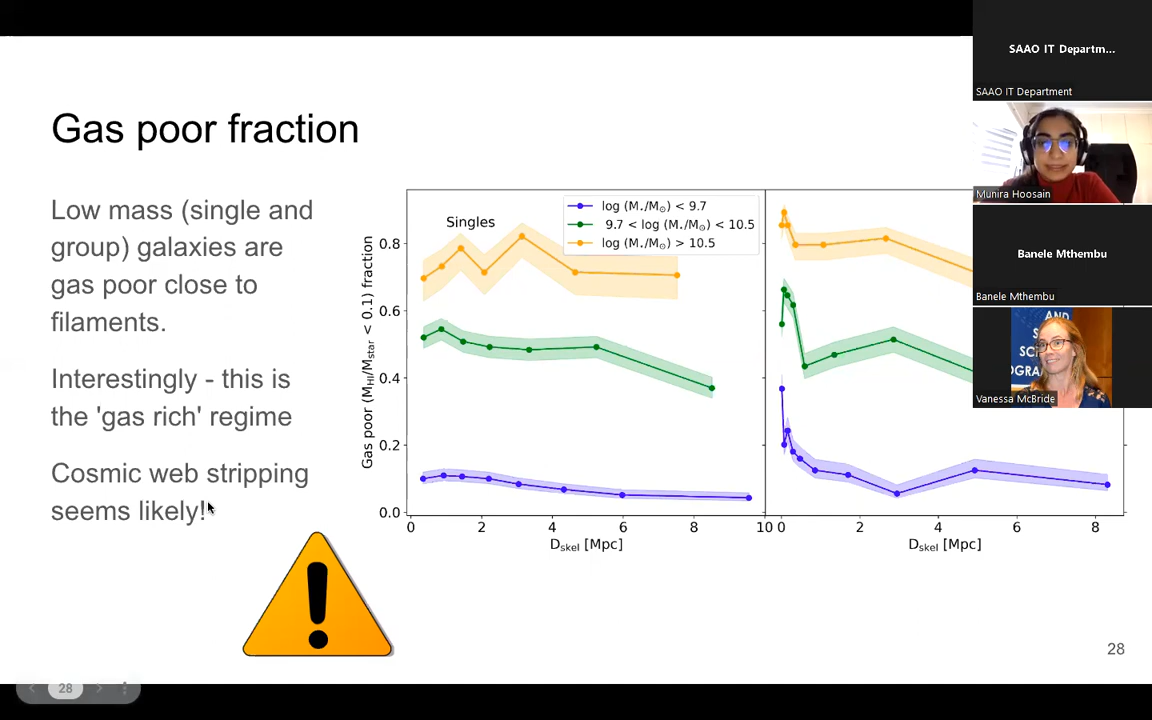 SAAO IT Departm...
SAAO IT Department
Gas poor fraction
Munira Hoosain
Low mass (single and
group) galaxies are
gas poor close to
filaments.
Interestingly - this is
the 'gas rich' regime
Cosmic web stripping
seems likely!
Gas poor (M_HI/M_star < 0.1) fraction
0.8
0.6
0.4
0.2
0.0
Singles
log (M⋆/M⊙) < 9.7
9.7 < log (M⋆/M⊙) < 10.5
log (M⋆/M⊙) > 10.5
0 2 4 6 8 10
D_skel [Mpc]
0 2 4 6 8
D_skel [Mpc]
Banele Mthembu
Banele Mthembu
AND
Vanessa McBride
28
28